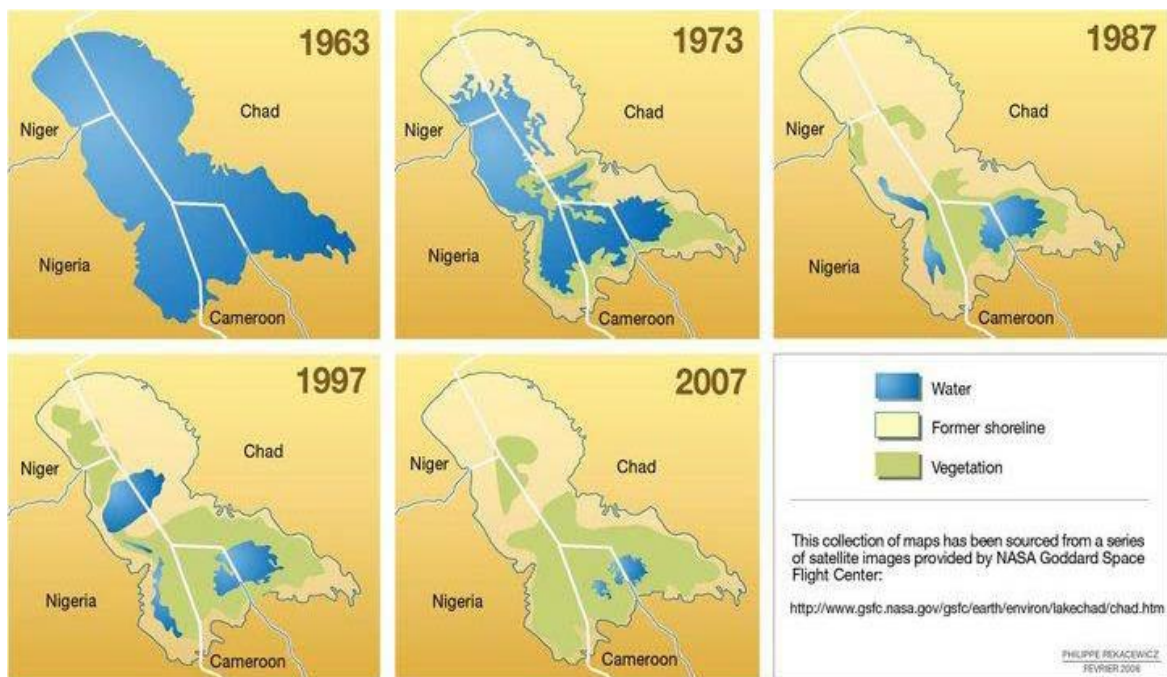 1963
Chad
Niger
Nigeria
Cameroon
1973
Chad
Niger
Nigeria
Cameroon
1987
Chad
Niger
Nigeria
Cameroon
1997
Chad
Niger
Nigeria
Cameroon
2007
Chad
Niger
Nigeria
Cameroon
Water
Former shoreline
Vegetation
This collection of maps has been sourced from a series
of satellite images provided by NASA Goddard Space
Flight Center:
http://www.gsfc.nasa.gov/gsfc/earth/environ/lakechad/chad.htm
PHILIPPE REKACEWICZ
FEVRIER 2006